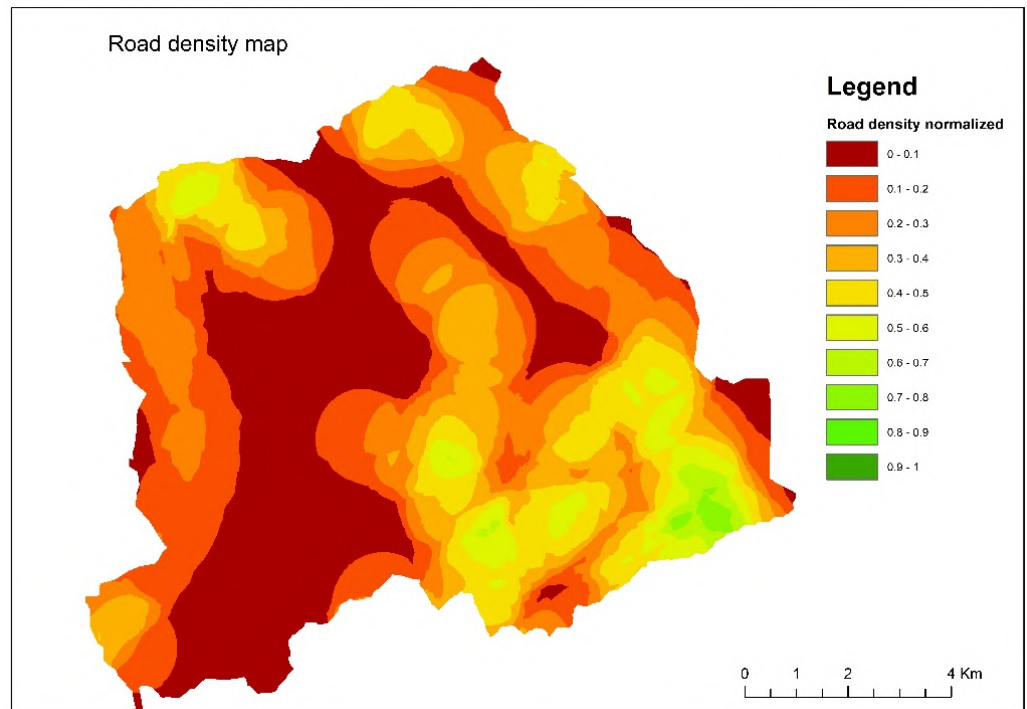 Road density map
Legend
Road density normalized
0 - 0.1
0.1 - 0.2
0.2 - 0.3
0.3 - 0.4
0.4 - 0.5
0.5 - 0.6
0.6 - 0.7
0.7 - 0.8
0.8 - 0.9
0.9 - 1
0 1 2 4 Km